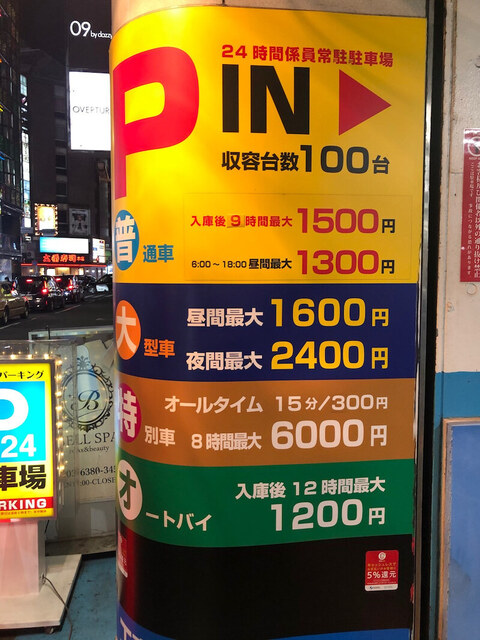 09 by dazzy
OVERTURE
P
24時間係員常駐駐車場
IN
収容台数100台
普通車
入庫後9時間最大1500円
6:00～18:00昼間最大1300円
大型車
昼間最大1600円
夜間最大2400円
特別車
オールタイム 15分/300円
8時間最大6000円
オートバイ
入庫後12時間最大
1200円
5%還元
パーキング
P
24
車場
ARKING
B
ELL SPA